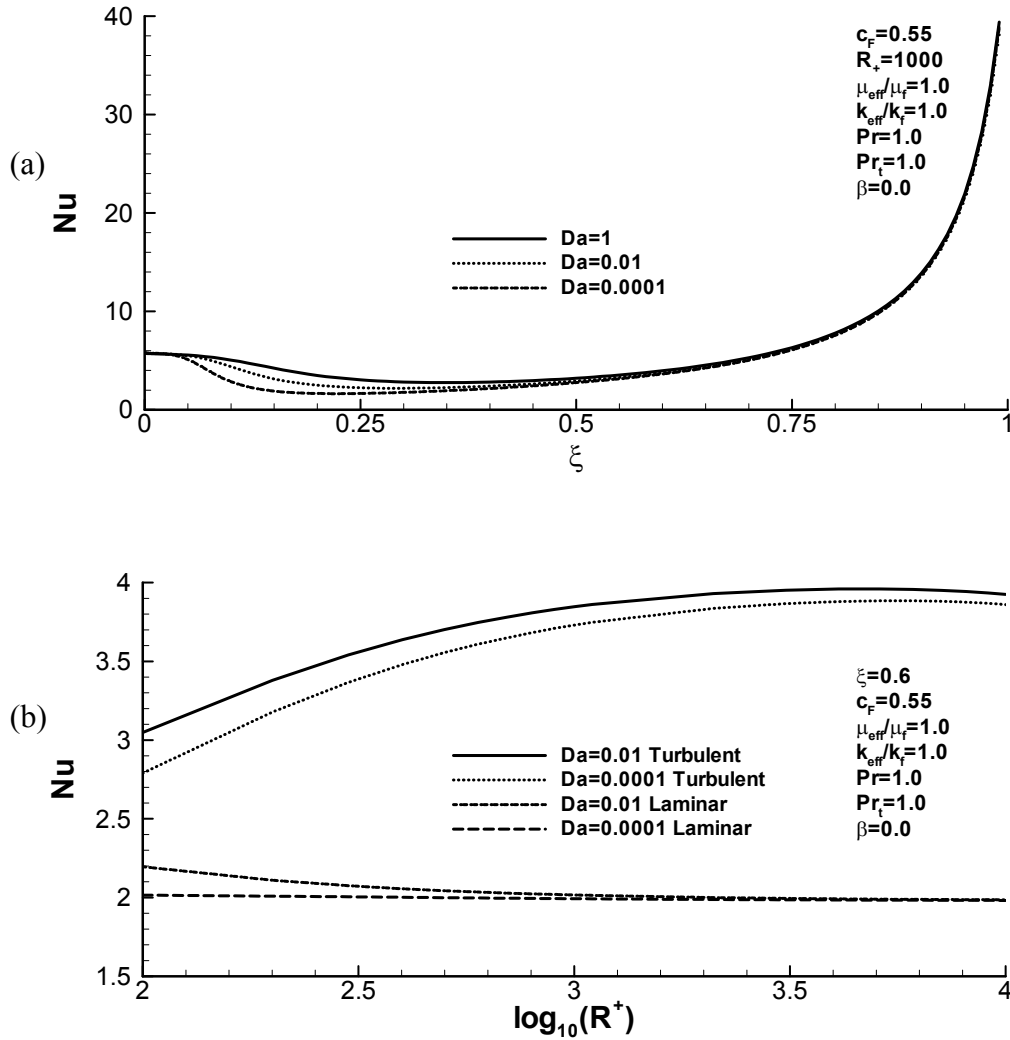 40
30
20
10
0
Nu
(a)
c_F=0.55
R_+=1000
μ_eff/μ_f=1.0
k_eff/k_f=1.0
Pr=1.0
Pr_t=1.0
β=0.0
Da=1
Da=0.01
Da=0.0001
0 0.25 0.5 0.75 1
ξ
4
3.5
3
2.5
2
1.5
Nu
(b)
ξ=0.6
c_F=0.55
μ_eff/μ_f=1.0
k_eff/k_f=1.0
Pr=1.0
Pr_t=1.0
β=0.0
Da=0.01 Turbulent
Da=0.0001 Turbulent
Da=0.01 Laminar
Da=0.0001 Laminar
2 2.5 3 3.5 4
log₁₀(R⁺)